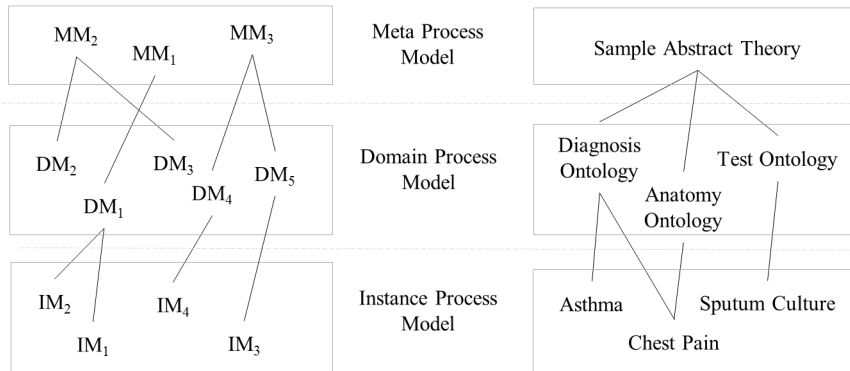 MM₂
MM₁
MM₃
Meta Process
Model
Sample Abstract Theory
DM₂
DM₃
DM₁
DM₄
DM₅
Domain Process
Model
Diagnosis
Ontology
Anatomy
Ontology
Test Ontology
IM₂
IM₁
IM₄
IM₃
Instance Process
Model
Asthma
Sputum Culture
Chest Pain